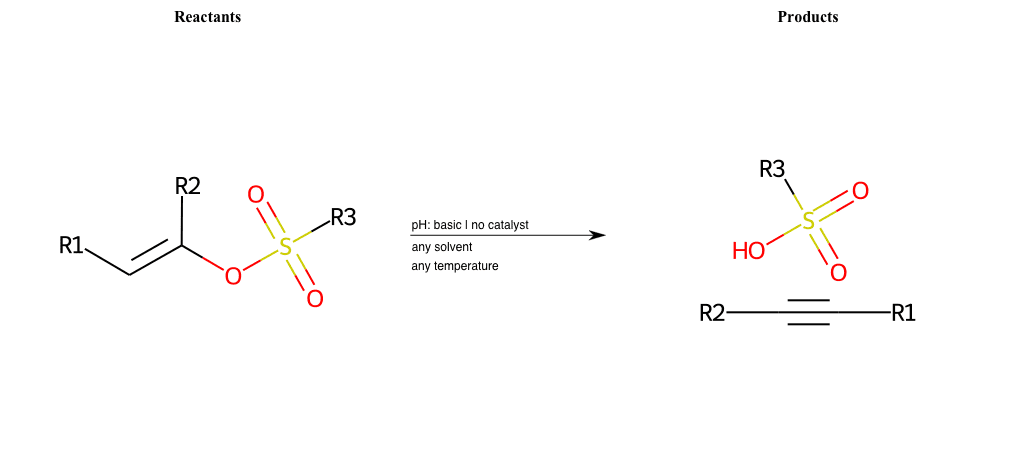 Reactants
Products
R1
R2
O
S
R3
O
O
pH: basic | no catalyst
any solvent
any temperature
R3
O
S
HO
O
R2
R1